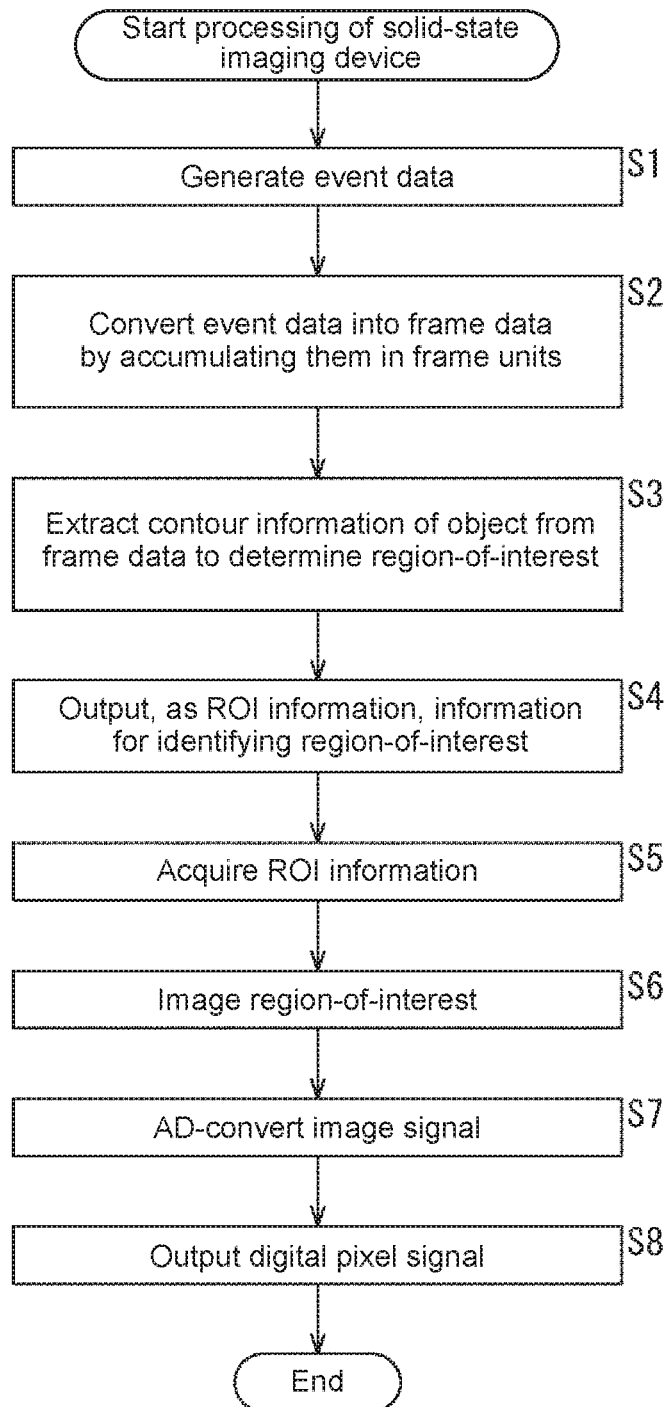 Start processing of solid-state
imaging device
S1
Generate event data
S2
Convert event data into frame data
by accumulating them in frame units
S3
Extract contour information of object from
frame data to determine region-of-interest
S4
Output, as ROI information, information
for identifying region-of-interest
S5
Acquire ROI information
S6
Image region-of-interest
S7
AD-convert image signal
S8
Output digital pixel signal
End